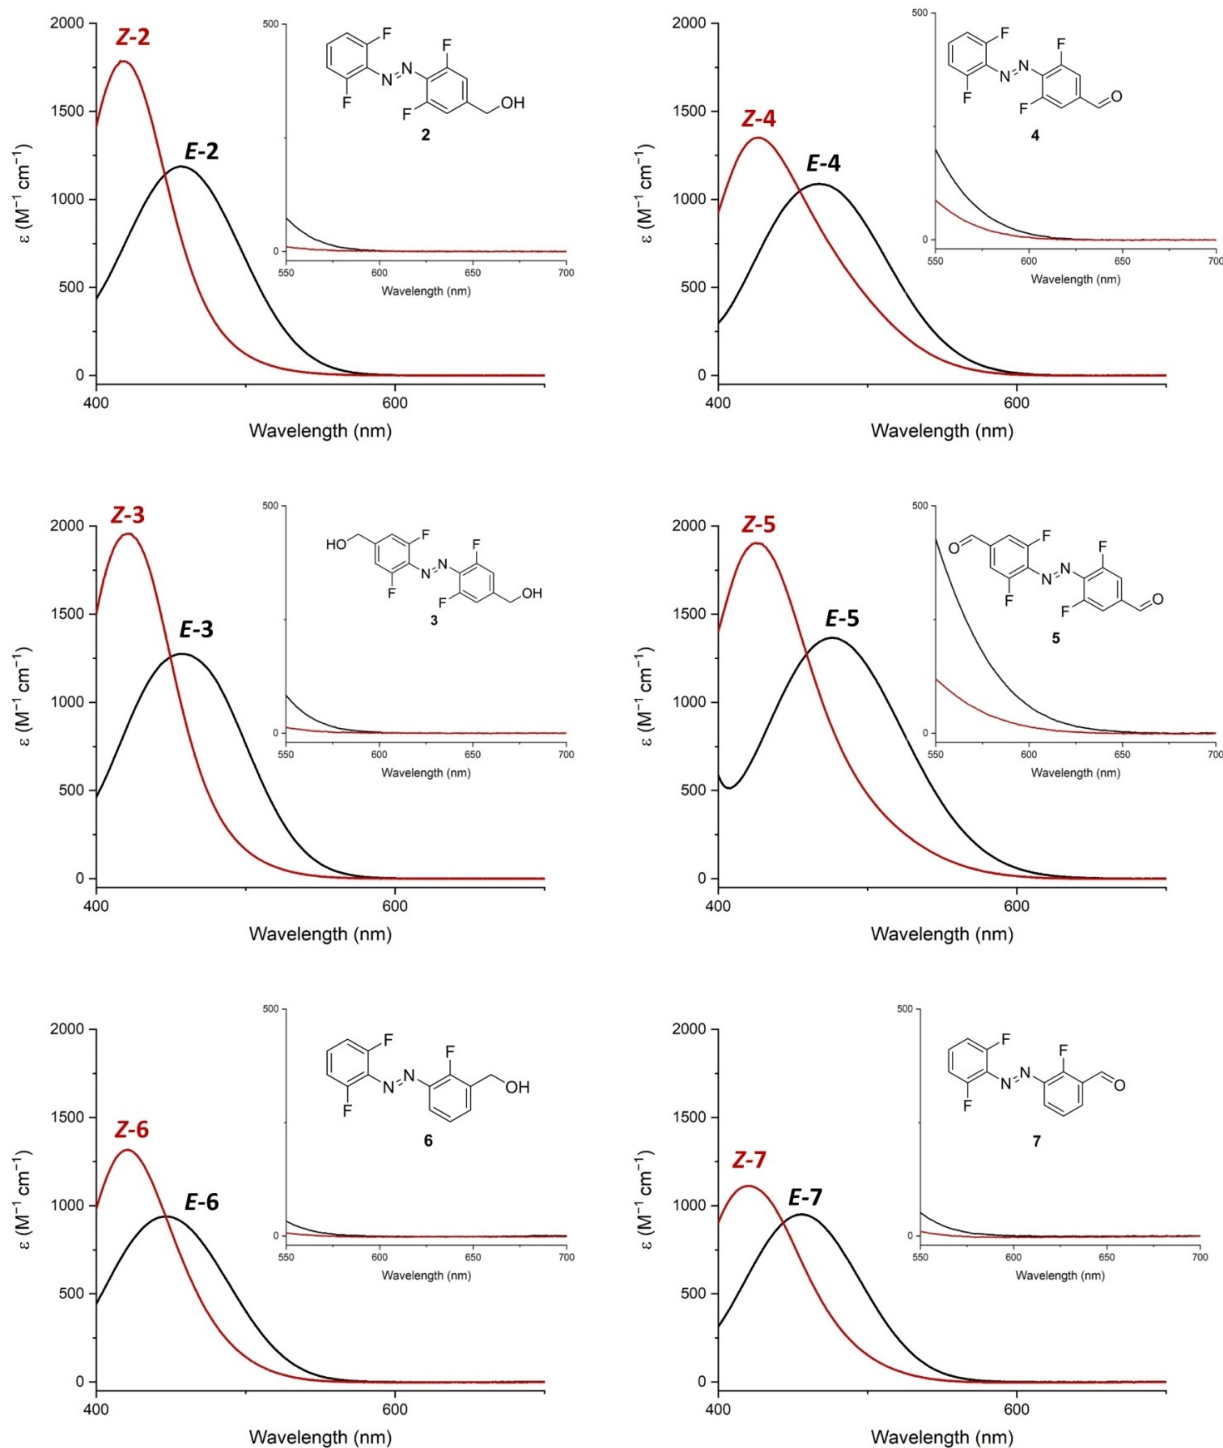 2000
1500
1000
500
0
400
600
ε (M⁻¹ cm⁻¹)
Wavelength (nm)
Z-2
E-2
500
0
550
600
650
700
Wavelength (nm)
F
F
N
N
F
F
OH
2
2000
1500
1000
500
0
400
600
ε (M⁻¹ cm⁻¹)
Wavelength (nm)
Z-4
E-4
500
0
550
600
650
700
Wavelength (nm)
F
F
N
N
F
F
O
4
2000
1500
1000
500
0
400
600
ε (M⁻¹ cm⁻¹)
Wavelength (nm)
Z-3
E-3
500
0
550
600
650
700
Wavelength (nm)
HO
F
F
N
N
F
F
OH
3
2000
1500
1000
500
0
400
600
ε (M⁻¹ cm⁻¹)
Wavelength (nm)
Z-5
E-5
500
0
550
600
650
700
Wavelength (nm)
O
F
F
N
N
F
F
O
5
2000
1500
1000
500
0
400
600
ε (M⁻¹ cm⁻¹)
Wavelength (nm)
Z-6
E-6
500
0
550
600
650
700
Wavelength (nm)
F
F
N
N
F
OH
6
2000
1500
1000
500
0
400
600
ε (M⁻¹ cm⁻¹)
Wavelength (nm)
Z-7
E-7
500
0
550
600
650
700
Wavelength (nm)
F
F
N
N
F
O
7